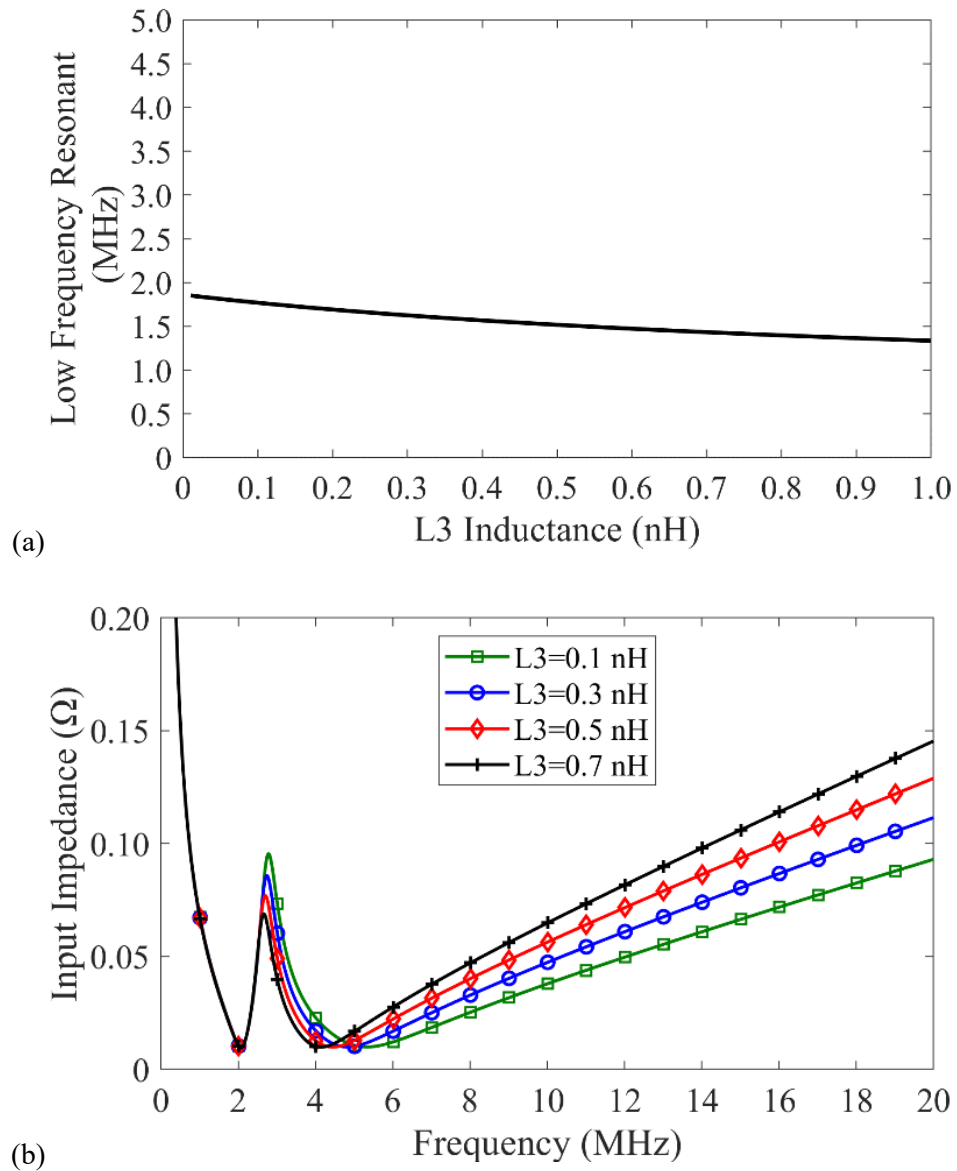 (a)
Low Frequency Resonant
(MHz)
5.0
4.5
4.0
3.5
3.0
2.5
2.0
1.5
1.0
0.5
0
0 0.1 0.2 0.3 0.4 0.5 0.6 0.7 0.8 0.9 1.0
L3 Inductance (nH)
(b)
Input Impedance (Ω)
0.20
0.15
0.10
0.05
0
L3=0.1 nH
L3=0.3 nH
L3=0.5 nH
L3=0.7 nH
0 2 4 6 8 10 12 14 16 18 20
Frequency (MHz)